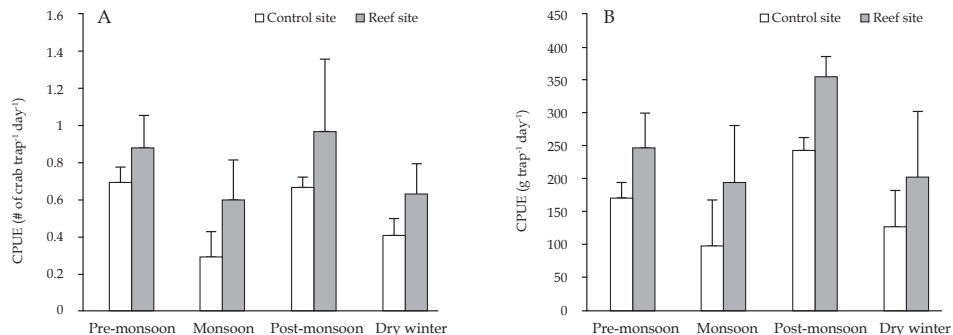 A
Control site
Reef site
CPUE (# of crab trap⁻¹ day⁻¹)
1.6
1.4
1.2
1
0.8
0.6
0.4
0.2
0
Pre-monsoon Monsoon Post-monsoon Dry winter
B
Control site
Reef site
CPUE (g trap⁻¹ day⁻¹)
450
400
350
300
250
200
150
100
50
0
Pre-monsoon Monsoon Post-monsoon Dry winter